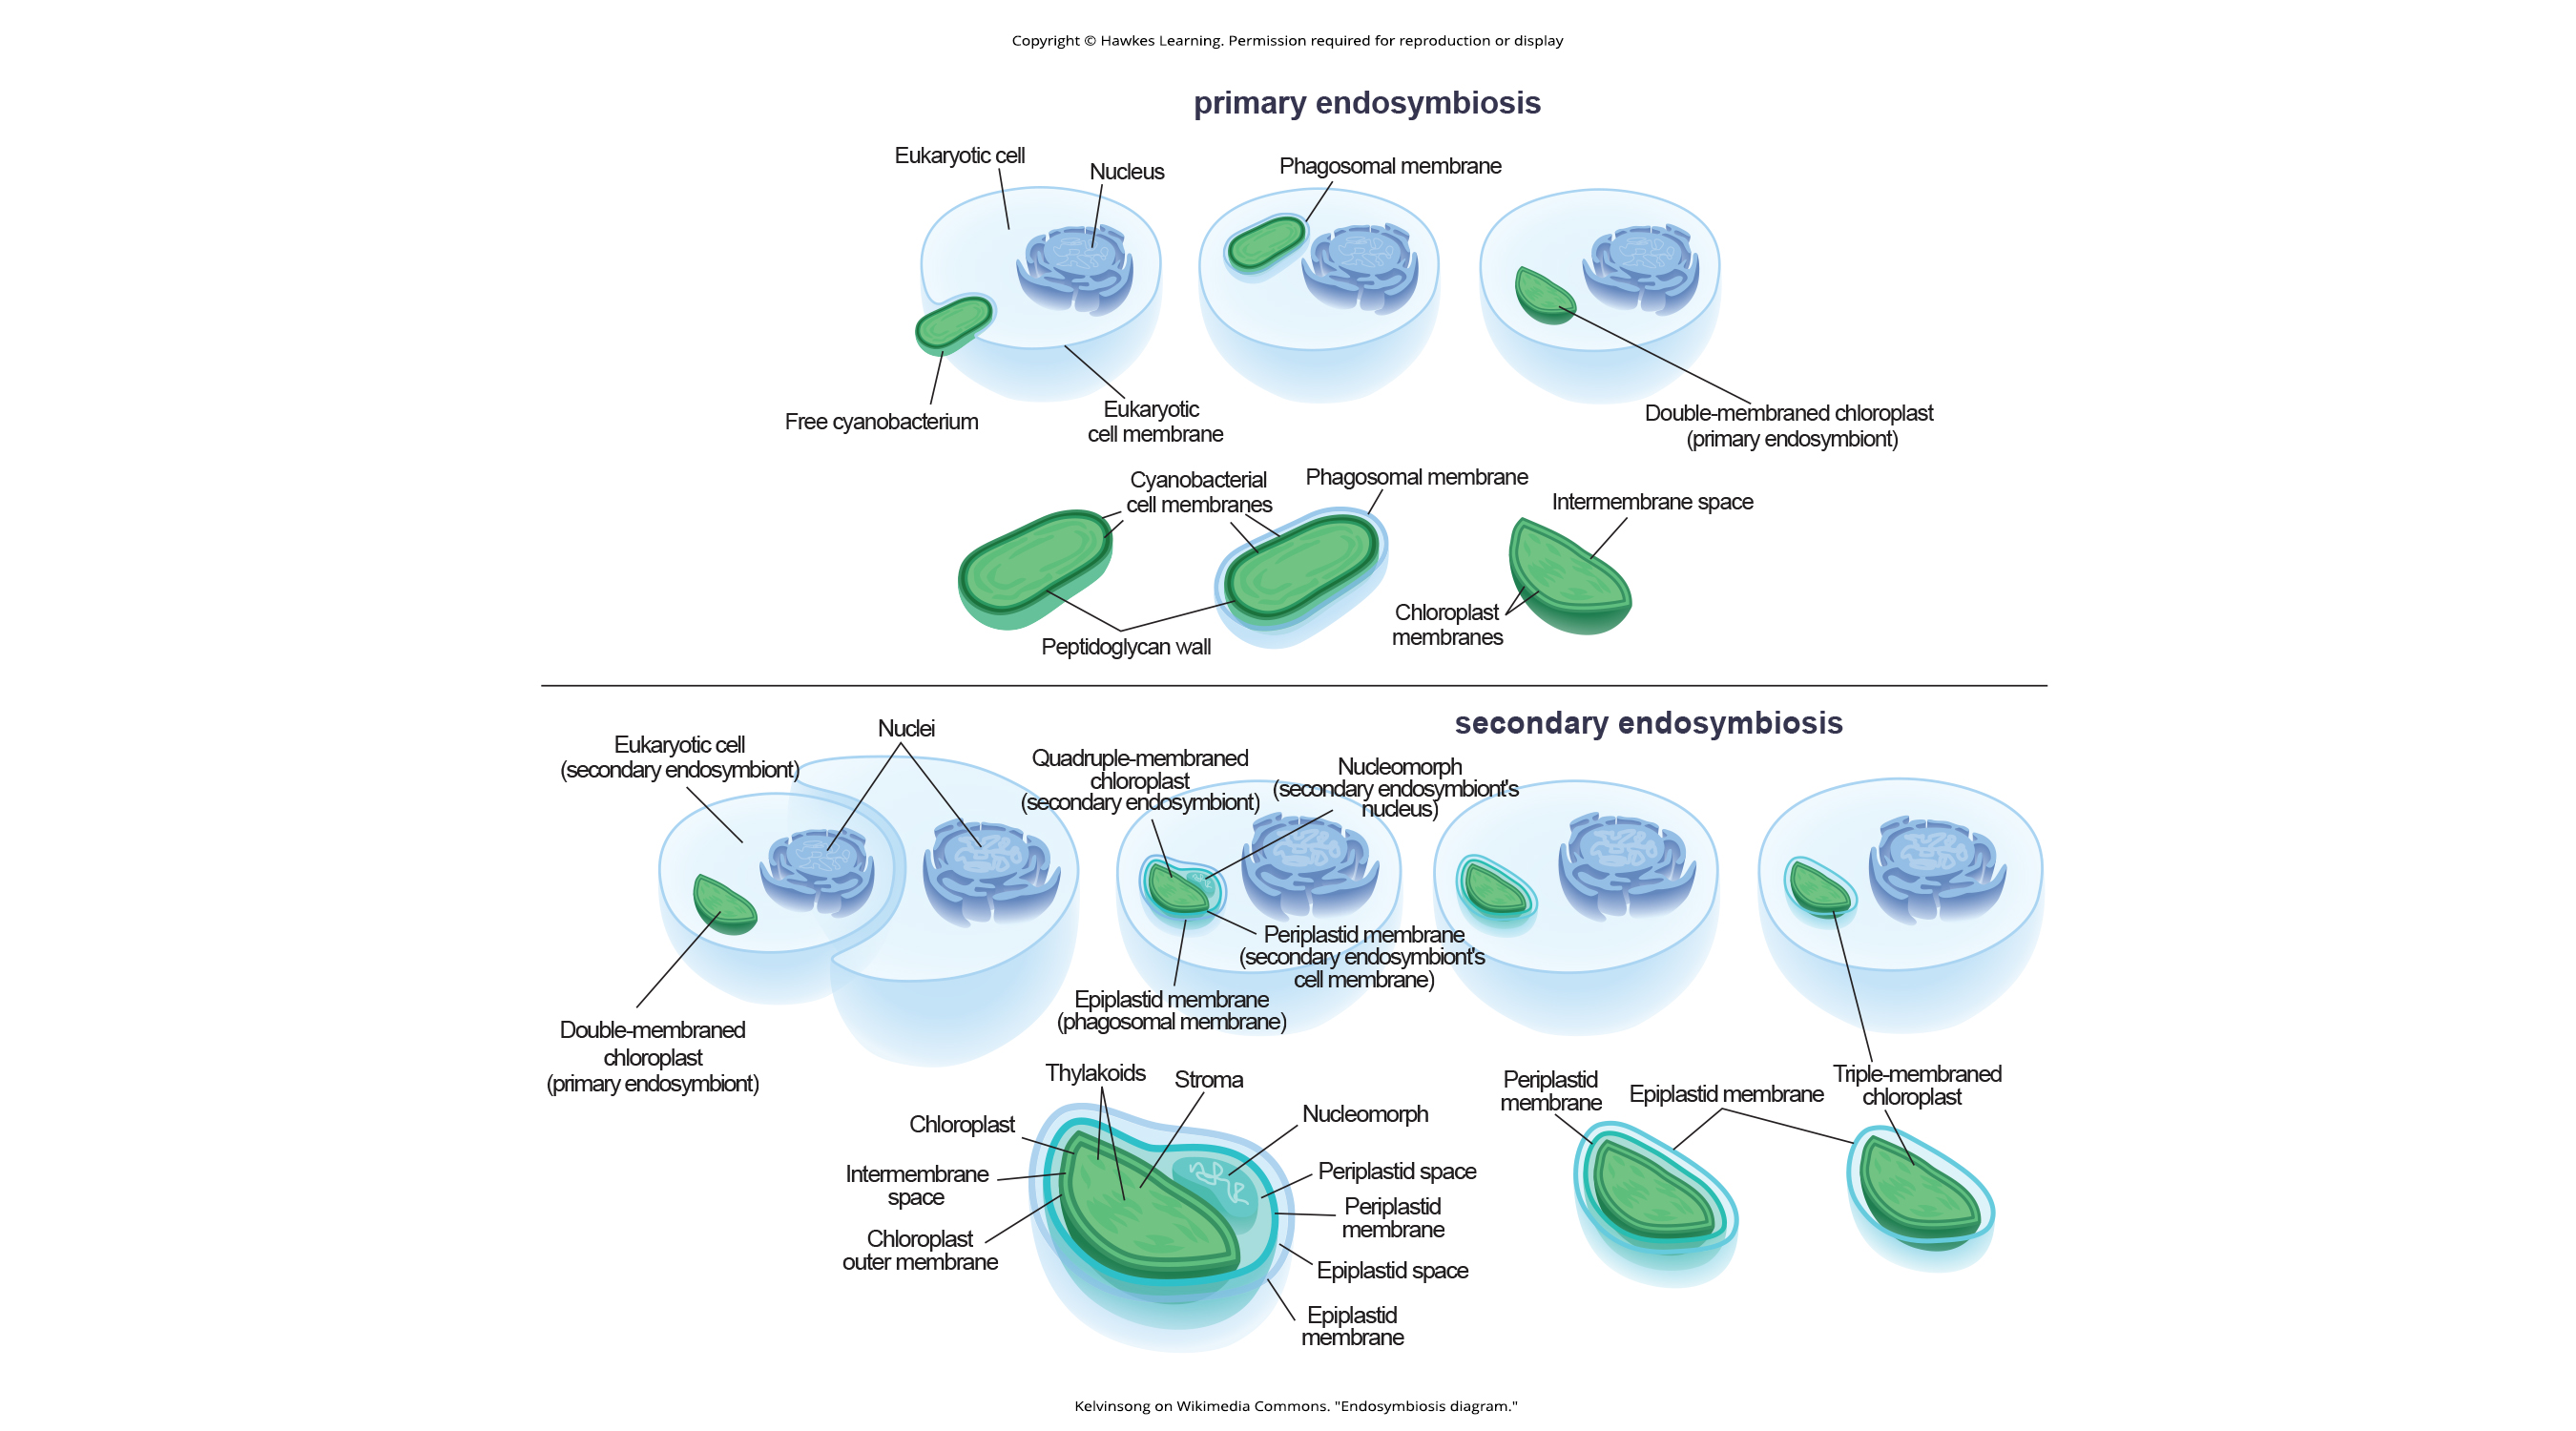 Copyright © Hawkes Learning. Permission required for reproduction or display
primary endosymbiosis
Eukaryotic cell
Nucleus
Phagosomal membrane
Free cyanobacterium
Eukaryotic
cell membrane
Double-membraned chloroplast
(primary endosymbiont)
Cyanobacterial
cell membranes
Phagosomal membrane
Intermembrane space
Chloroplast
membranes
Peptidoglycan wall
secondary endosymbiosis
Eukaryotic cell
(secondary endosymbiont)
Nuclei
Quadruple-membraned
chloroplast
(secondary endosymbiont)
Nucleomorph
(secondary endosymbiont's
nucleus)
Periplastid membrane
(secondary endosymbiont's
cell membrane)
Epiplastid membrane
(phagosomal membrane)
Double-membraned
chloroplast
(primary endosymbiont)
Thylakoids
Stroma
Chloroplast
Nucleomorph
Intermembrane
space
Periplastid space
Periplastid
membrane
Chloroplast
outer membrane
Epiplastid space
Epiplastid
membrane
Periplastid
membrane
Epiplastid membrane
Triple-membraned
chloroplast
Kelvinsong on Wikimedia Commons. "Endosymbiosis diagram."